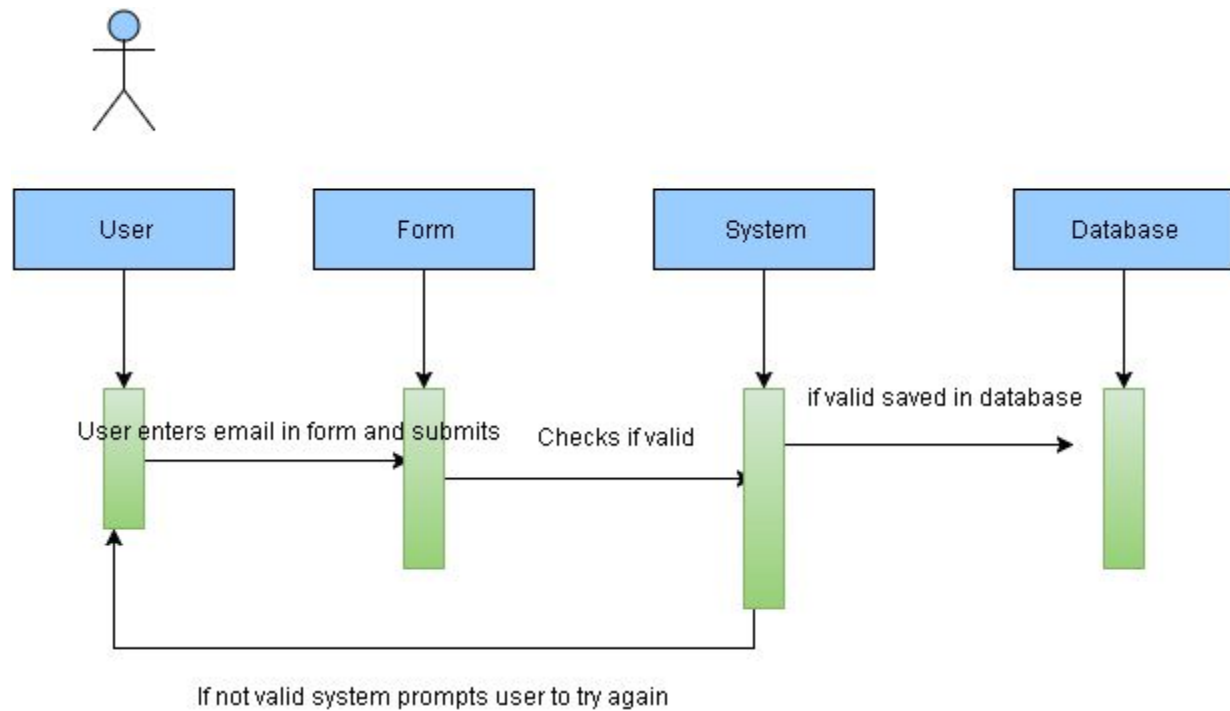 User
Form
System
Database
if valid saved in database
User enters email in form and submits
Checks if valid
If not valid system prompts user to try again